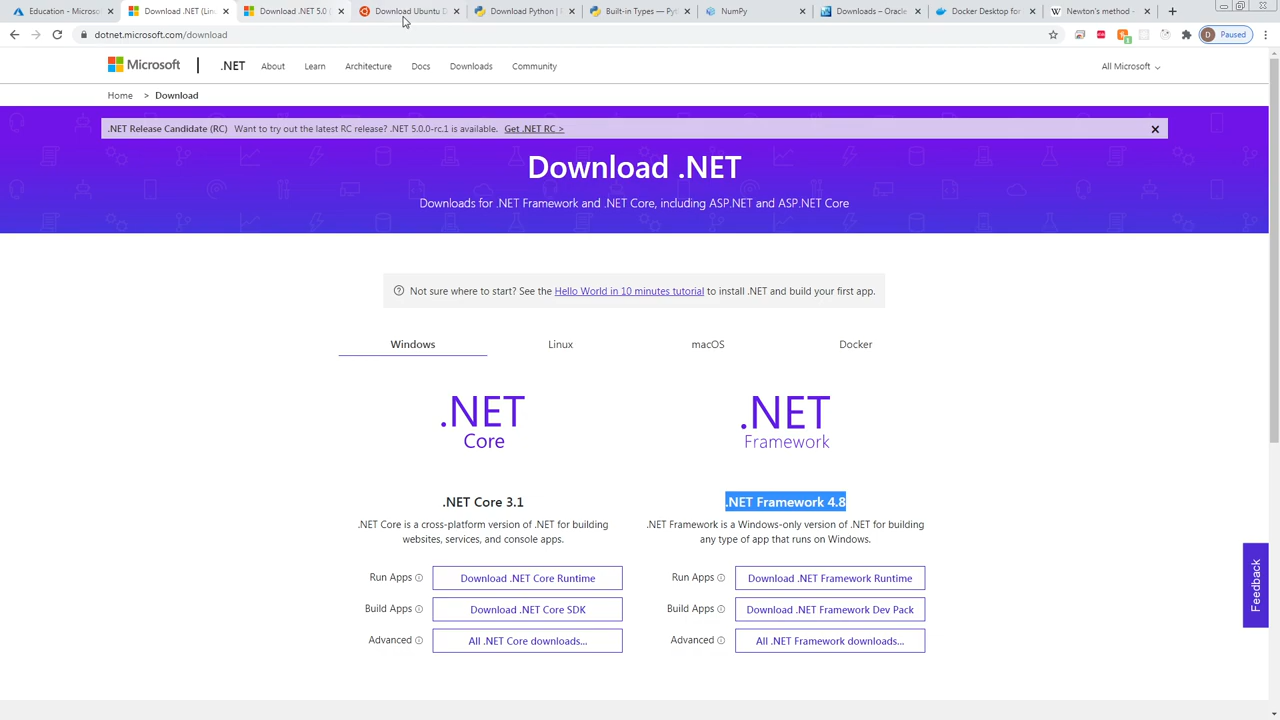 Education - Microso
Download .NET (Lin
Download .NET 5.0 (
Download Ubuntu D
Download Python | P
Built-in Types — Pyt
NumPy
Downloads – Oracle
Docker Desktop for
Newton's method -
Paused
dotnet.microsoft.com/download
D
Microsoft
.NET
About
Learn
Architecture
Docs
Downloads
Community
All Microsoft
Home > Download
.NET Release Candidate (RC) Want to try out the latest RC release? .NET 5.0.0-rc.1 is available. Get .NET RC >
Download .NET
Downloads for .NET Framework and .NET Core, including ASP.NET and ASP.NET Core
Not sure where to start? See the Hello World in 10 minutes tutorial to install .NET and build your first app.
Windows
Linux
macOS
Docker
.NET
Core
.NET Core 3.1
.NET Core is a cross-platform version of .NET for building
websites, services, and console apps.
Run Apps
Download .NET Core Runtime
Build Apps
Download .NET Core SDK
Advanced
All .NET Core downloads...
.NET
Framework
.NET Framework 4.8
.NET Framework is a Windows-only version of .NET for building
any type of app that runs on Windows.
Run Apps
Download .NET Framework Runtime
Build Apps
Download .NET Framework Dev Pack
Advanced
All .NET Framework downloads...
Feedback